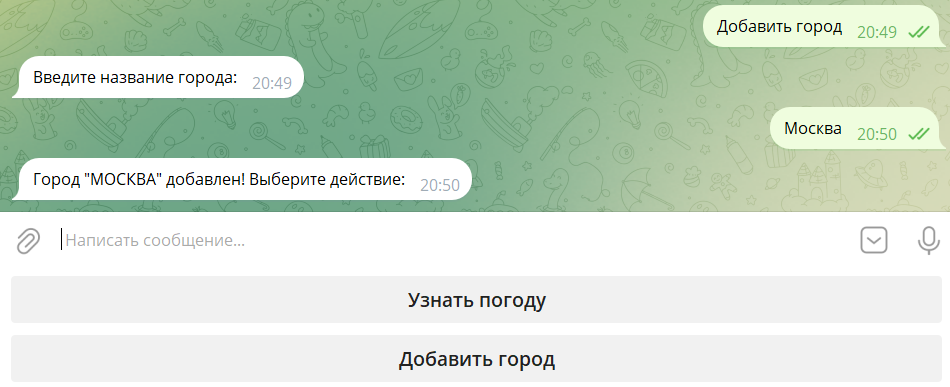 Добавить город 20:49
Введите название города: 20:49
Москва 20:50
Город "МОСКВА" добавлен! Выберите действие: 20:50
Написать сообщение...
Узнать погоду
Добавить город